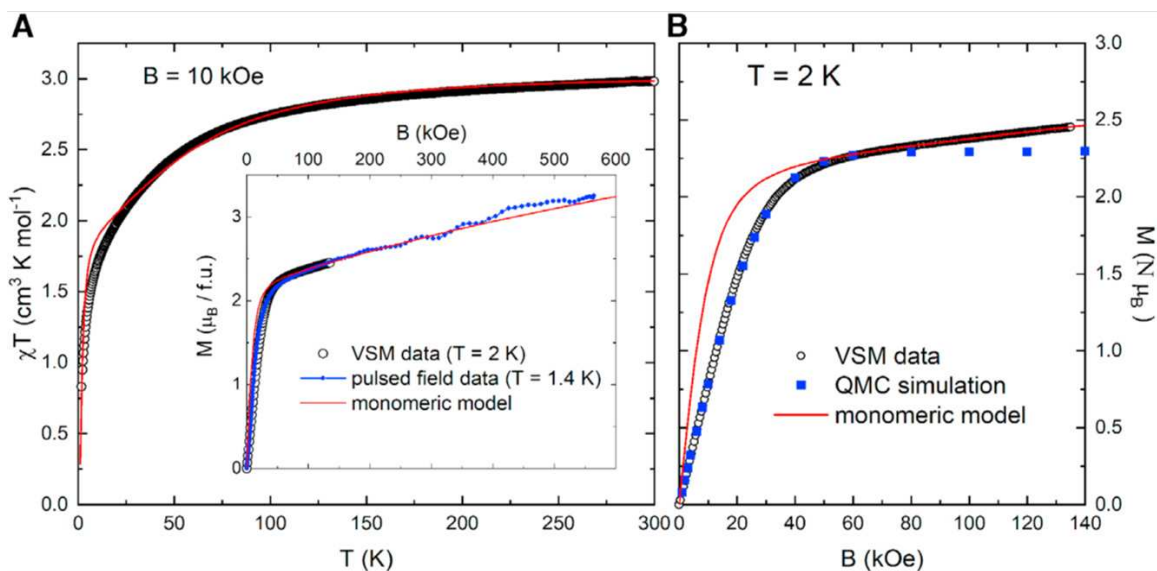 A
B
B = 10 kOe
T = 2 K
χT (cm³ K mol⁻¹)
3.0
2.5
2.0
1.5
1.0
0.5
0.0
0 50 100 150 200 250 300
T (K)
B (kOe)
0 100 200 300 400 500 600
M (μB / f.u.)
3
2
1
0
VSM data (T = 2 K)
pulsed field data (T = 1.4 K)
monomeric model
3.0
2.5
2.0
1.5
1.0
0.5
0.0
M (N μB)
VSM data
QMC simulation
monomeric model
0 20 40 60 80 100 120 140
B (kOe)